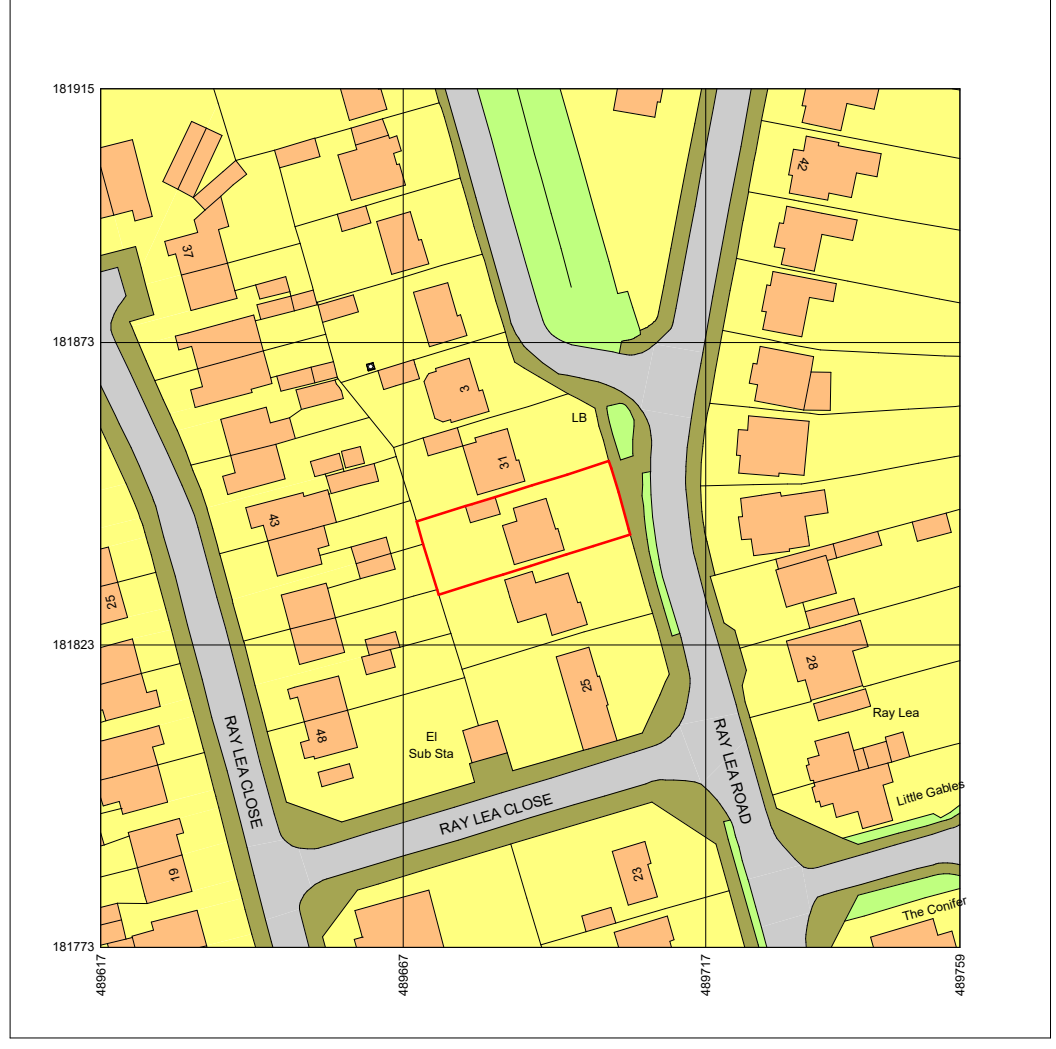 181915
42
37
181873
3
LB
31
43
25
181823
28
25
Ray Lea
48
El
Sub Sta
RAY LEA CLOSE
RAY LEA ROAD
RAY LEA CLOSE
Little Gables
19
23
The Conifer
181773
489617
489667
489717
489759